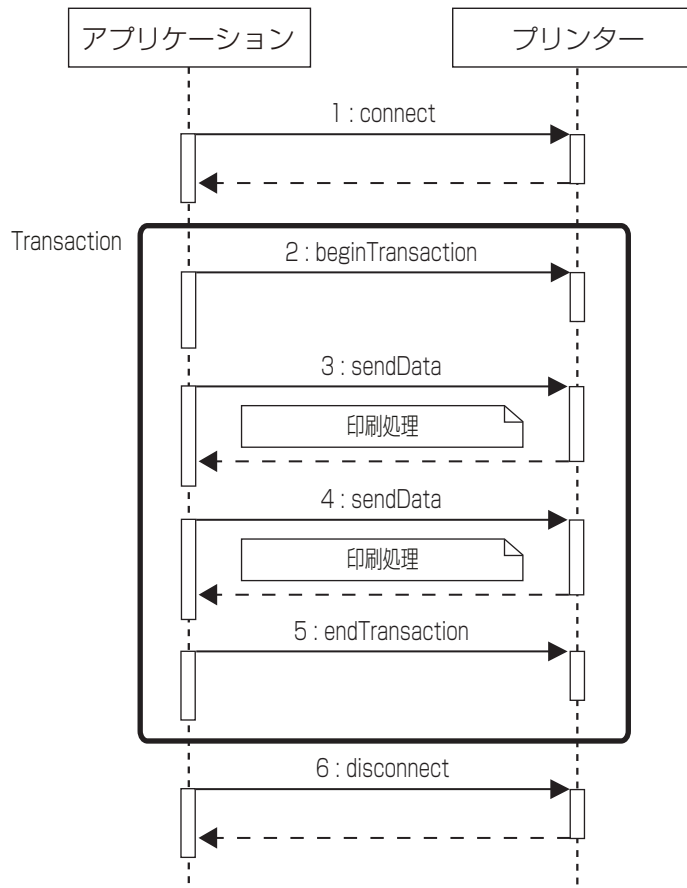 アプリケーション
プリンター
1 : connect
Transaction
2 : beginTransaction
3 : sendData
印刷処理
4 : sendData
印刷処理
5 : endTransaction
6 : disconnect